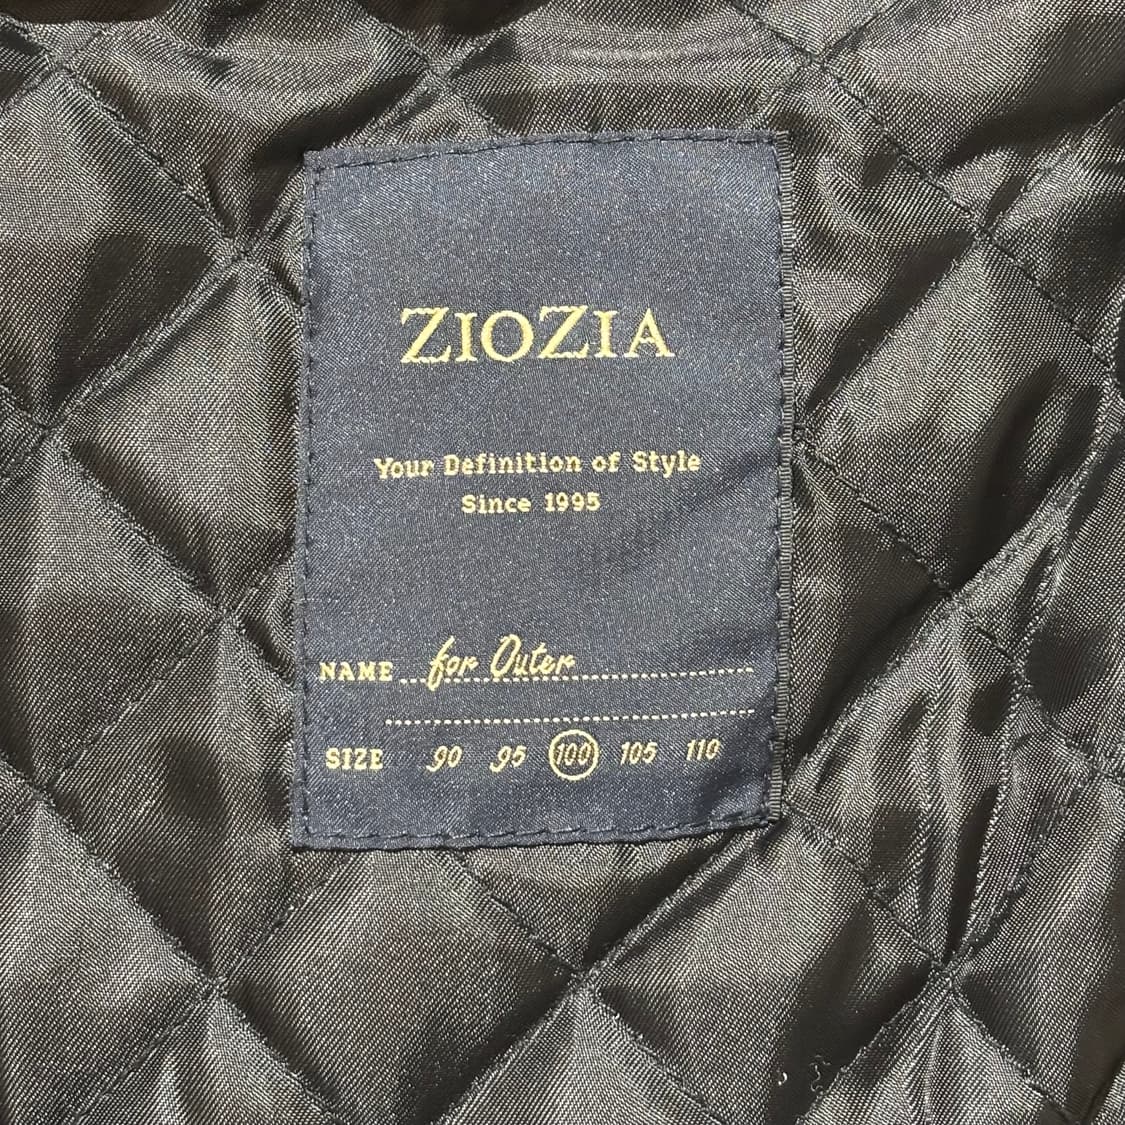 ZIOZIA
Your Definition of Style
Since 1995
NAME for Outer
SIZE 90 95 100 105 110